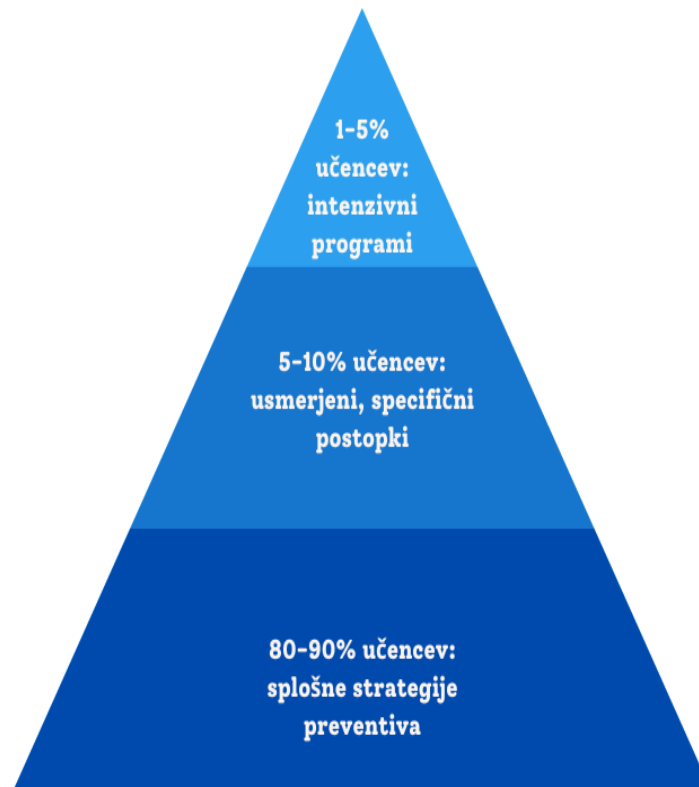 1-5%
učencev:
intenzivni
programi
5-10% učencev:
usmerjeni, specifični
postopki
80-90% učencev:
splošne strategije
preventiva